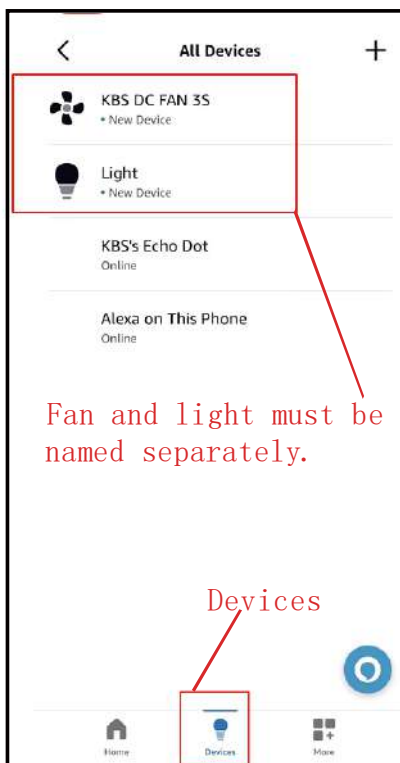 All Devices
KBS DC FAN 3S
• New Device
Light
• New Device
KBS's Echo Dot
Online
Alexa on This Phone
Online
Fan and light must be
named separately.
Devices
Home
Devices
More